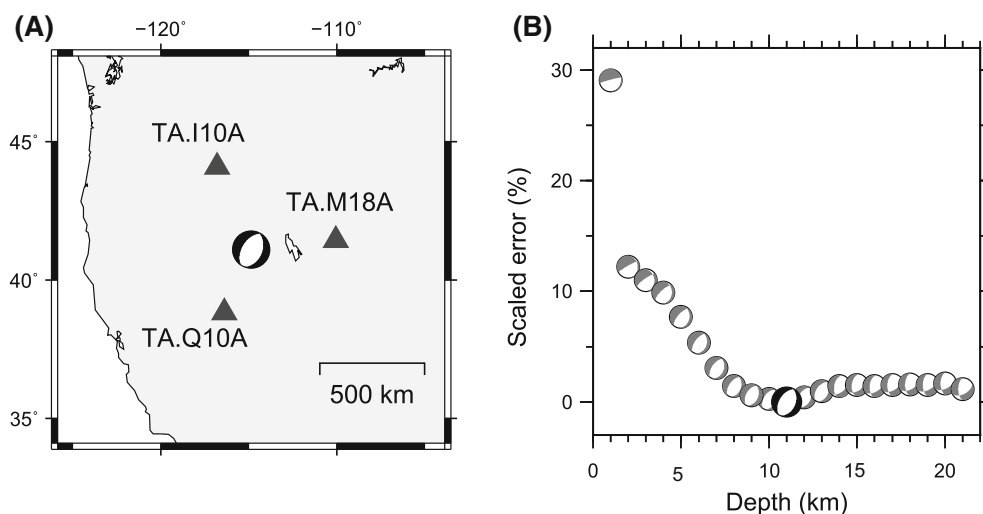 (A)
−120° −110°
45°
40°
35°
TA.I10A
TA.M18A
TA.Q10A
500 km
(B)
Scaled error (%)
30
20
10
0
0 5 10 15 20
Depth (km)